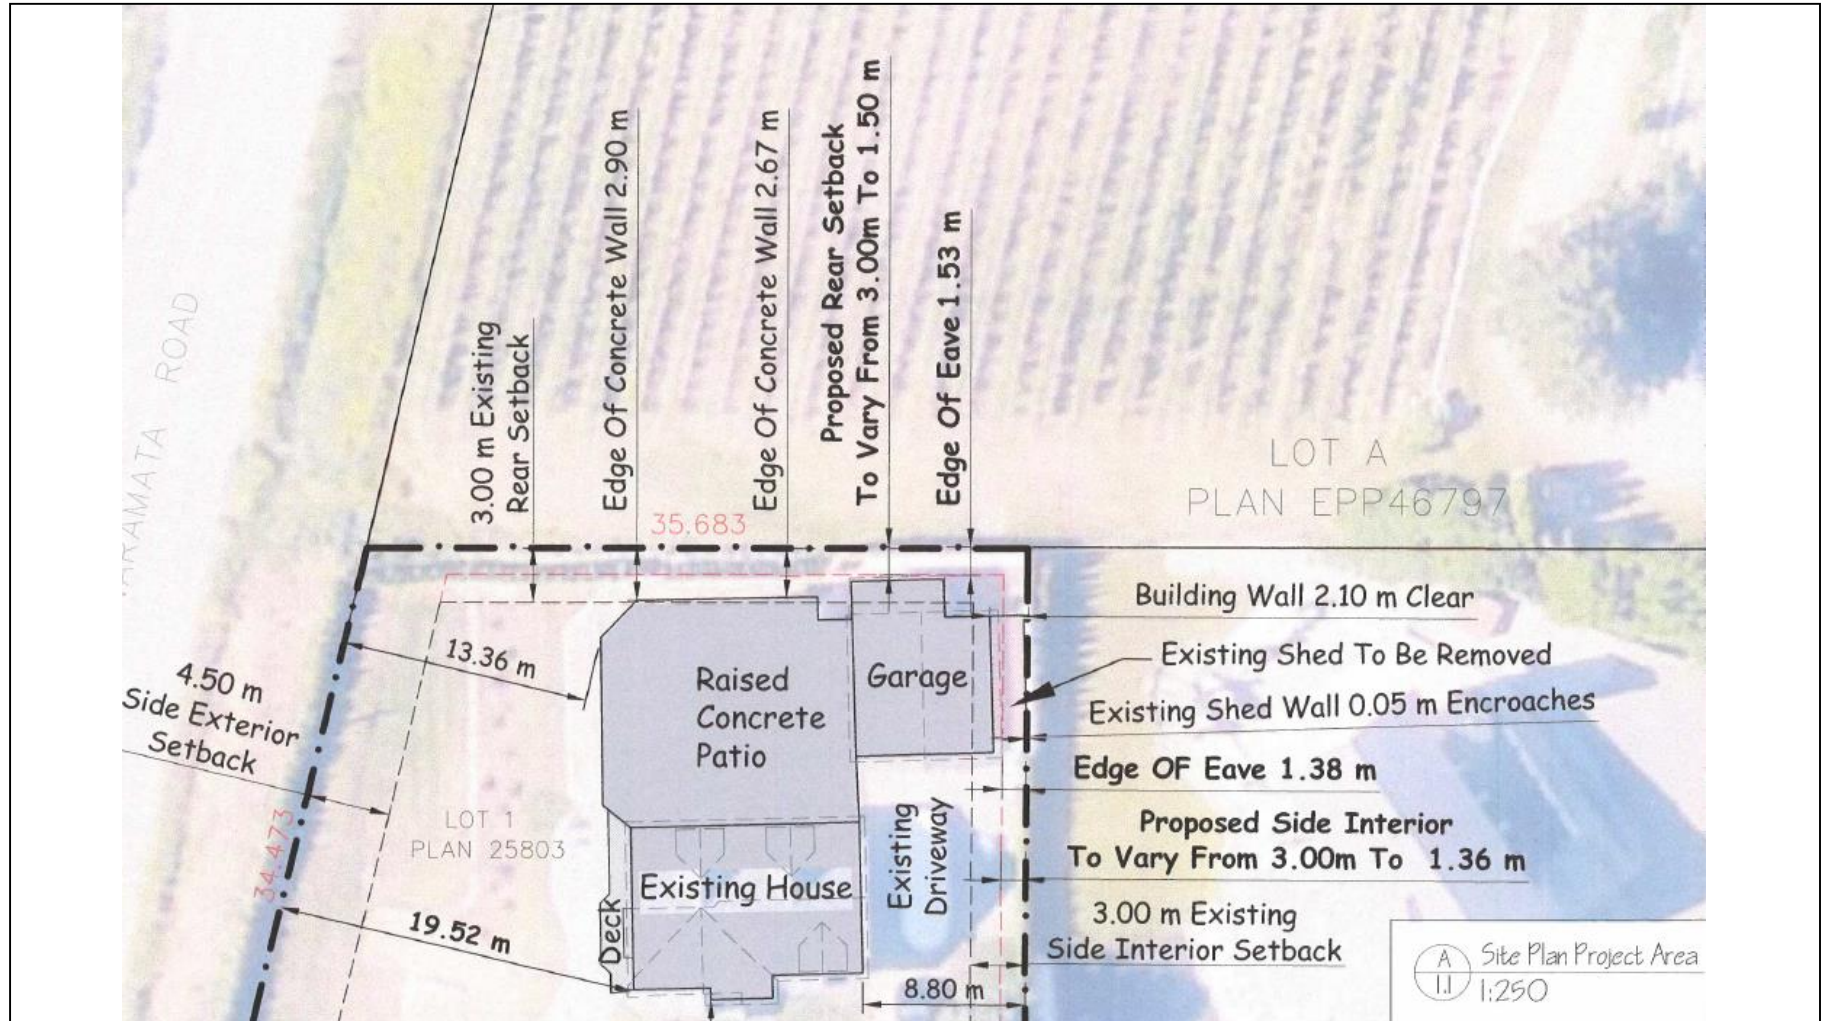 3.00 m Existing
Rear Setback
Edge Of Concrete Wall 2.90 m
Edge Of Concrete Wall 2.67 m
Proposed Rear Setback
To Vary From 3.00m To 1.50 m
Edge Of Eave 1.53 m
ROAD
35.683
LOT A
PLAN EPP46797
Building Wall 2.10 m Clear
Existing Shed To Be Removed
Existing Shed Wall 0.05 m Encroaches
Edge OF Eave 1.38 m
Proposed Side Interior
To Vary From 3.00m To 1.36 m
3.00 m Existing
Side Interior Setback
13.36 m
4.50 m
Side Exterior
Setback
34.473
LOT 1
PLAN 25803
19.52 m
Raised
Concrete
Patio
Garage
Existing House
Deck
Existing
Driveway
8.80 m
A
1.1
Site Plan Project Area
1:250